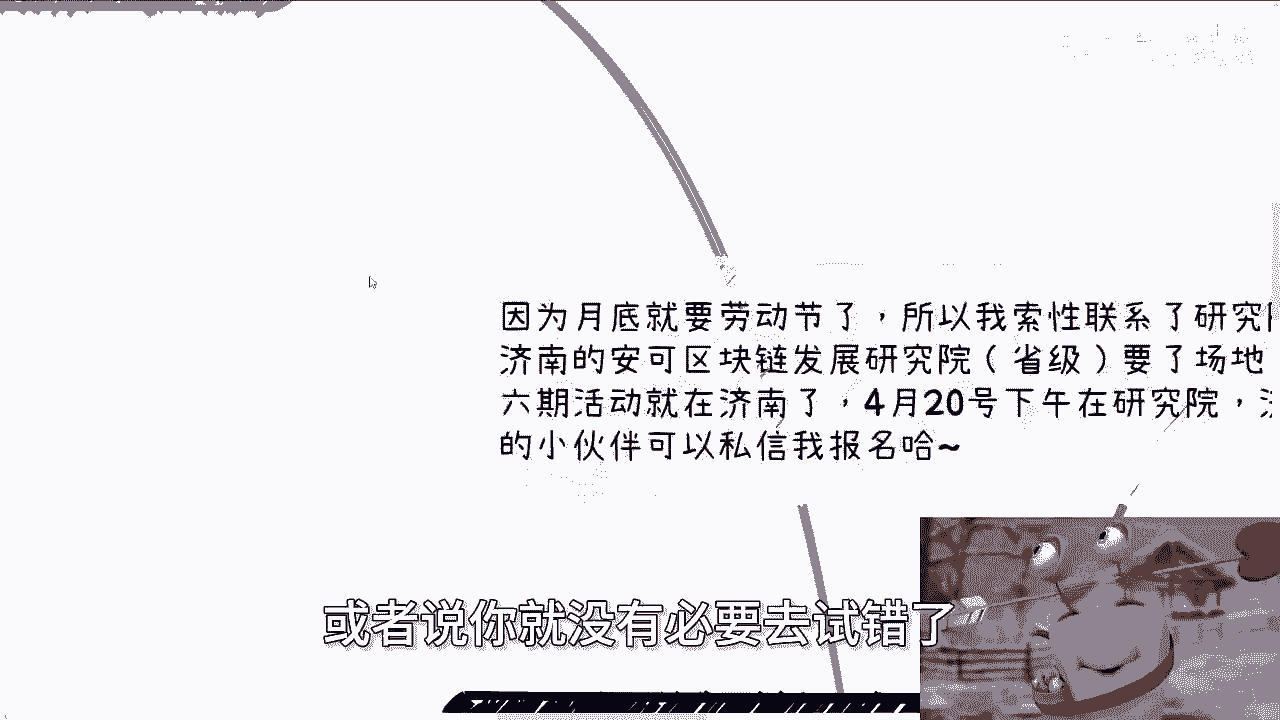 因为月底就要劳动节了，所以我索性联系了研究
济南的安可区块链发展研究院（省级）要了场地
六期活动就在济南了，4月20号下午在研究院，
的小伙伴可以私信我报名哈~
或者说你就没有必要去试错了